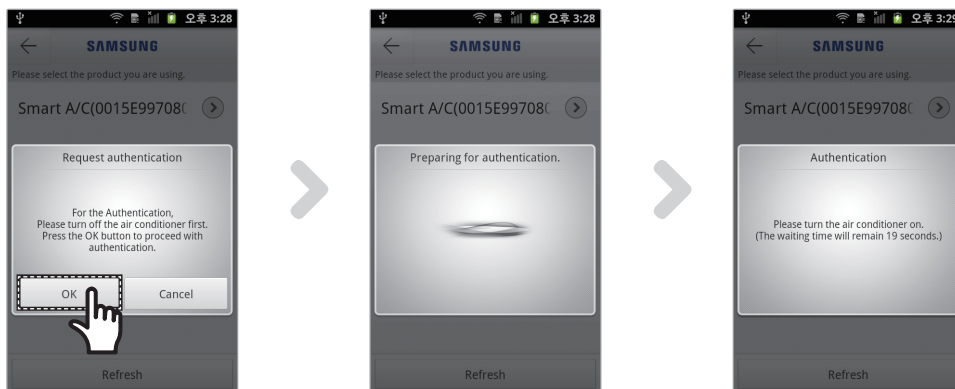 오후 3:28
SAMSUNG
Please select the product you are using.
Smart A/C(0015E99708
Request authentication
For the Authentication,
Please turn off the air conditioner first.
Press the OK button to proceed with
authentication.
OK
Cancel
Refresh
오후 3:28
SAMSUNG
Please select the product you are using.
Smart A/C(0015E99708
Preparing for authentication.
Refresh
오후 3:29
SAMSUNG
Please select the product you are using.
Smart A/C(0015E99708
Authentication
Please turn the air conditioner on.
(The waiting time will remain 19 seconds.)
Refresh